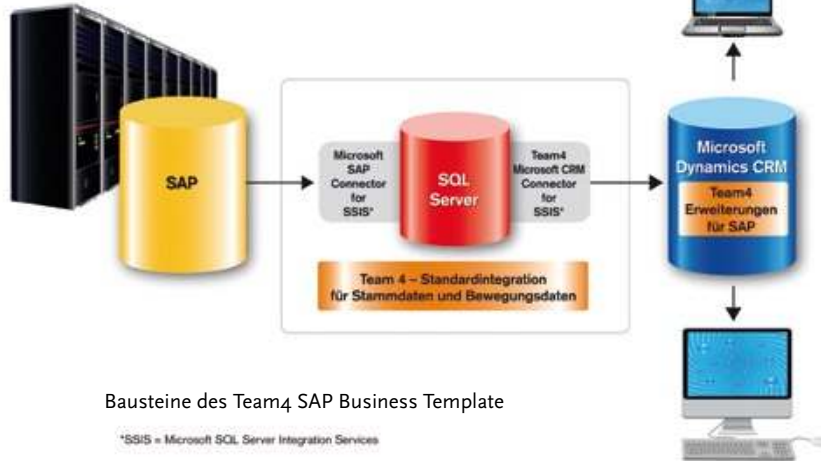 SAP
Microsoft
SAP
Connector
for
SSIS*
SQL
Server
Team4
Microsoft CRM
Connector
for
SSIS*
Microsoft
Dynamics CRM
Team4
Erweiterungen
für SAP
Team 4 – Standardintegration
für Stammdaten und Bewegungsdaten
Bausteine des Team4 SAP Business Template
*SSIS = Microsoft SQL Server Integration Services